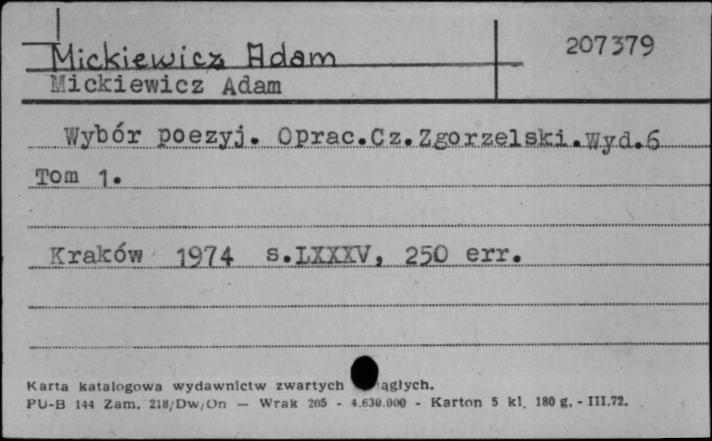 Mickiewicz Adam
207379
Mickiewicz Adam
Wybór poezyj. Oprac.Cz.Zgorzelski.Wyd.6
Tom 1.
Kraków 1974 s.LXXXV, 250 err.
Karta katalogowa wydawnictw zwartych ągłych.
PU-B 144 Zam. 218/Dw/On — Wrak 205 - 4.630.000 - Karton 5 kl. 180 g. - III.72.